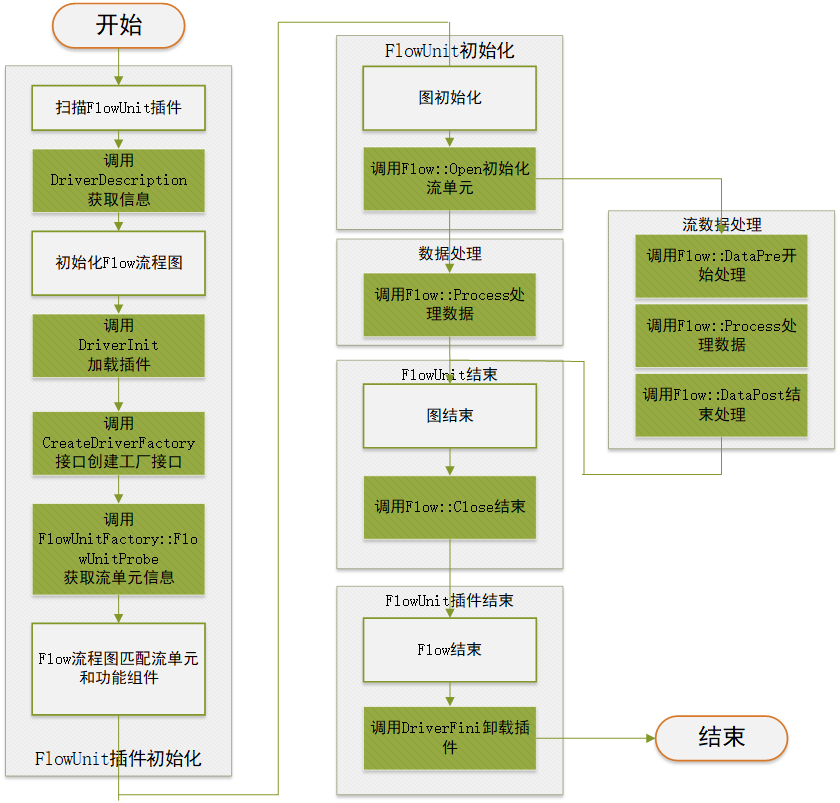 开始
扫描FlowUnit插件
调用
DriverDescription
获取信息
初始化Flow流程图
调用
DriverInit
加载插件
调用
CreateDriverFactory
接口创建工厂接口
调用
FlowUnitFactory::Flo
wUnitProbe
获取流单元信息
Flow流程图匹配流单元
和功能组件
FlowUnit插件初始化
FlowUnit初始化
图初始化
调用Flow::Open初始化
流单元
数据处理
调用Flow::Process处
理数据
流数据处理
调用Flow::DataPre开
始处理
调用Flow::Process处
理数据
调用Flow::DataPost结
束处理
FlowUnit结束
图结束
调用Flow::Close结束
FlowUnit插件结束
Flow结束
调用DriverFini卸载插
件
结束